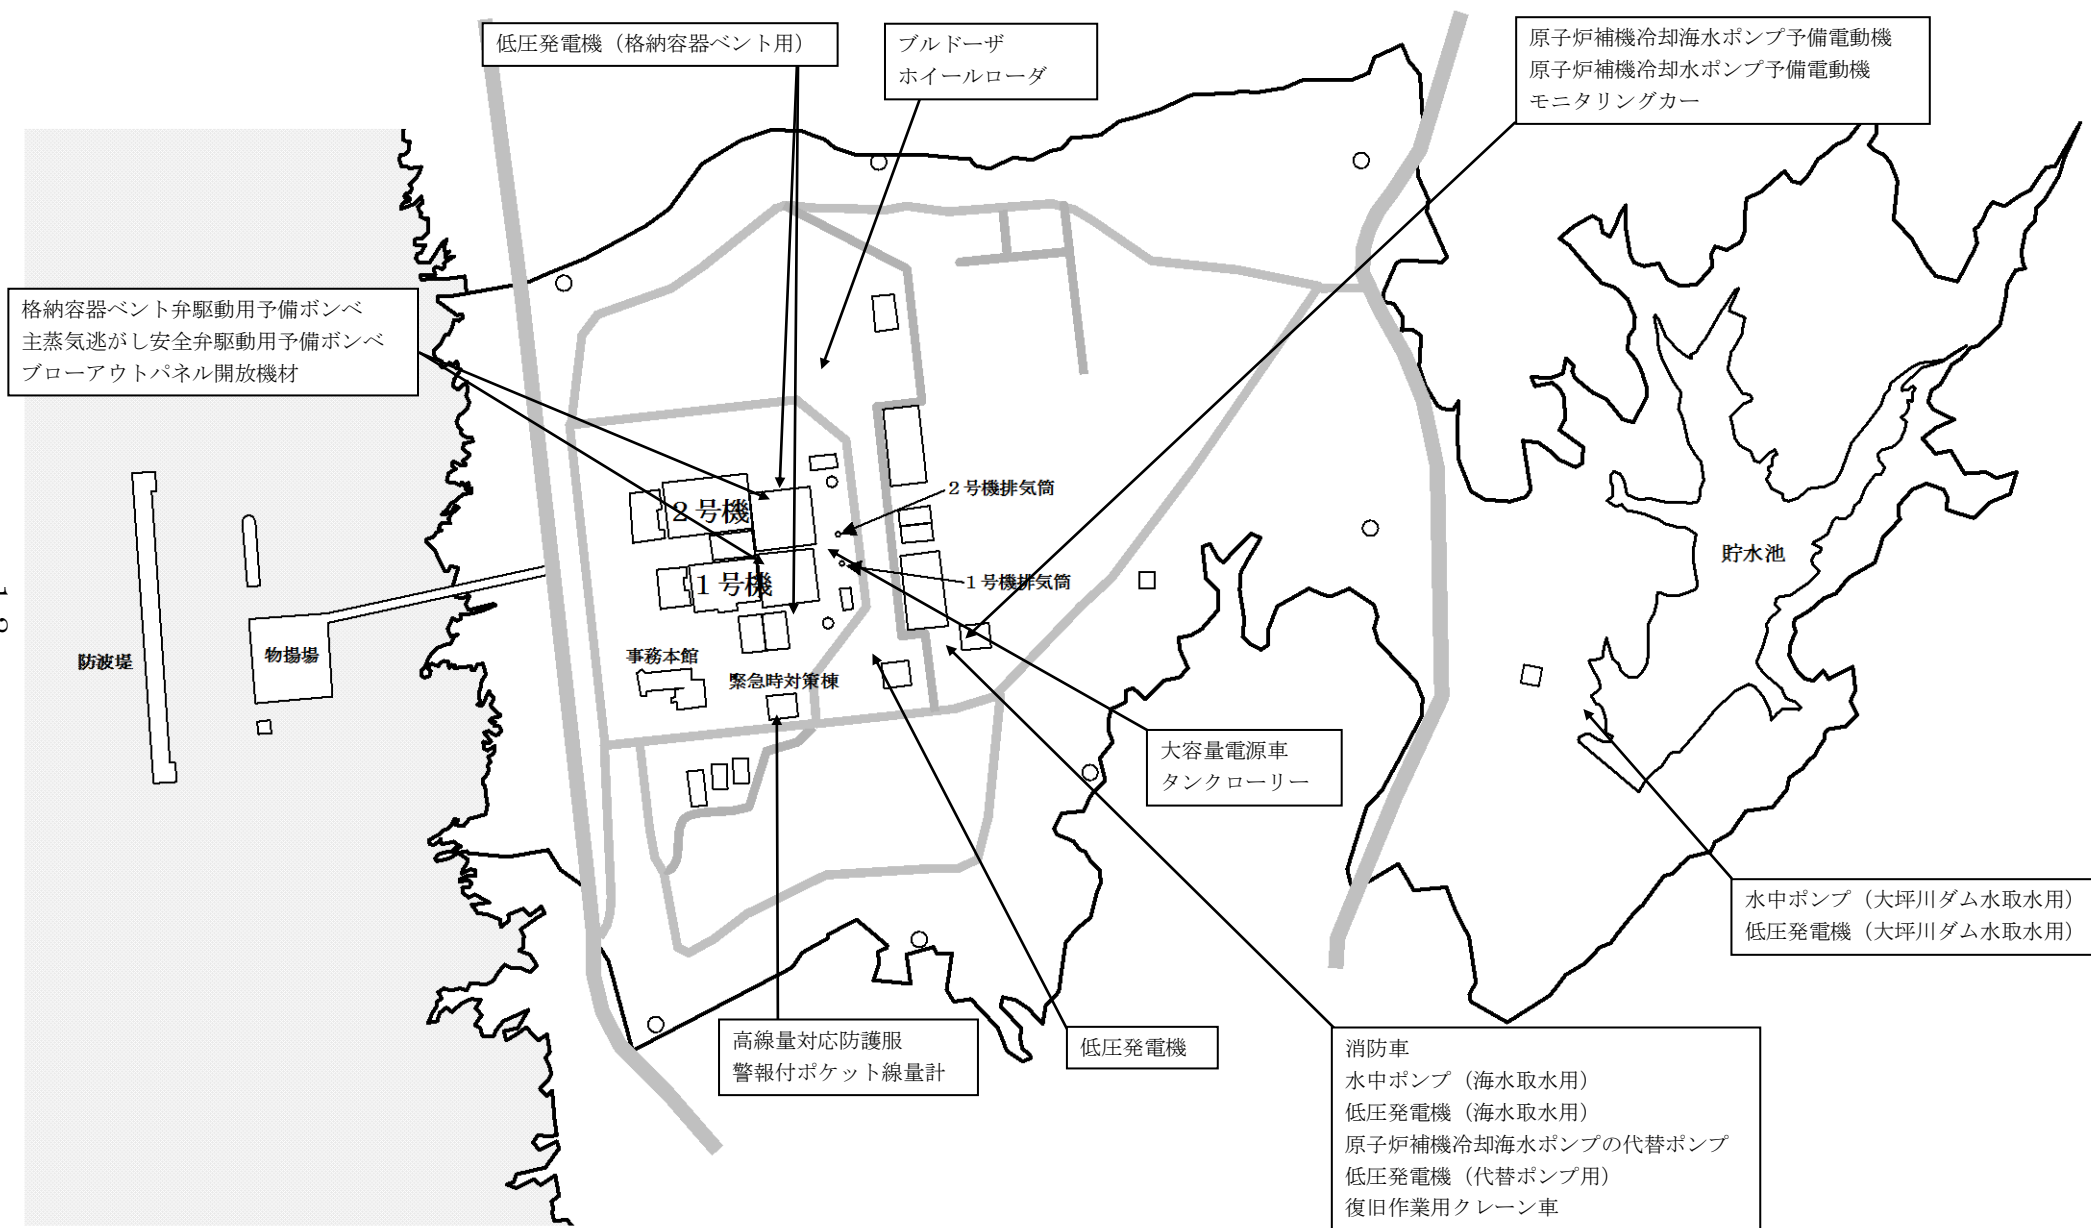 低圧発電機（格納容器ベント用）
ブルドーザ
ホイールローダ
原子炉補機冷却海水ポンプ予備電動機
原子炉補機冷却水ポンプ予備電動機
モニタリングカー
格納容器ベント弁駆動用予備ボンベ
主蒸気逃がし安全弁駆動用予備ボンベ
ブローアウトパネル開放機材
２号機
２号機排気筒
１号機
１号機排気筒
貯水池
防波堤
物揚場
事務本館
緊急時対策棟
大容量電源車
タンクローリー
水中ポンプ（大坪川ダム水取水用）
低圧発電機（大坪川ダム水取水用）
高線量対応防護服
警報付ポケット線量計
低圧発電機
消防車
水中ポンプ（海水取水用）
低圧発電機（海水取水用）
原子炉補機冷却海水ポンプの代替ポンプ
低圧発電機（代替ポンプ用）
復旧作業用クレーン車